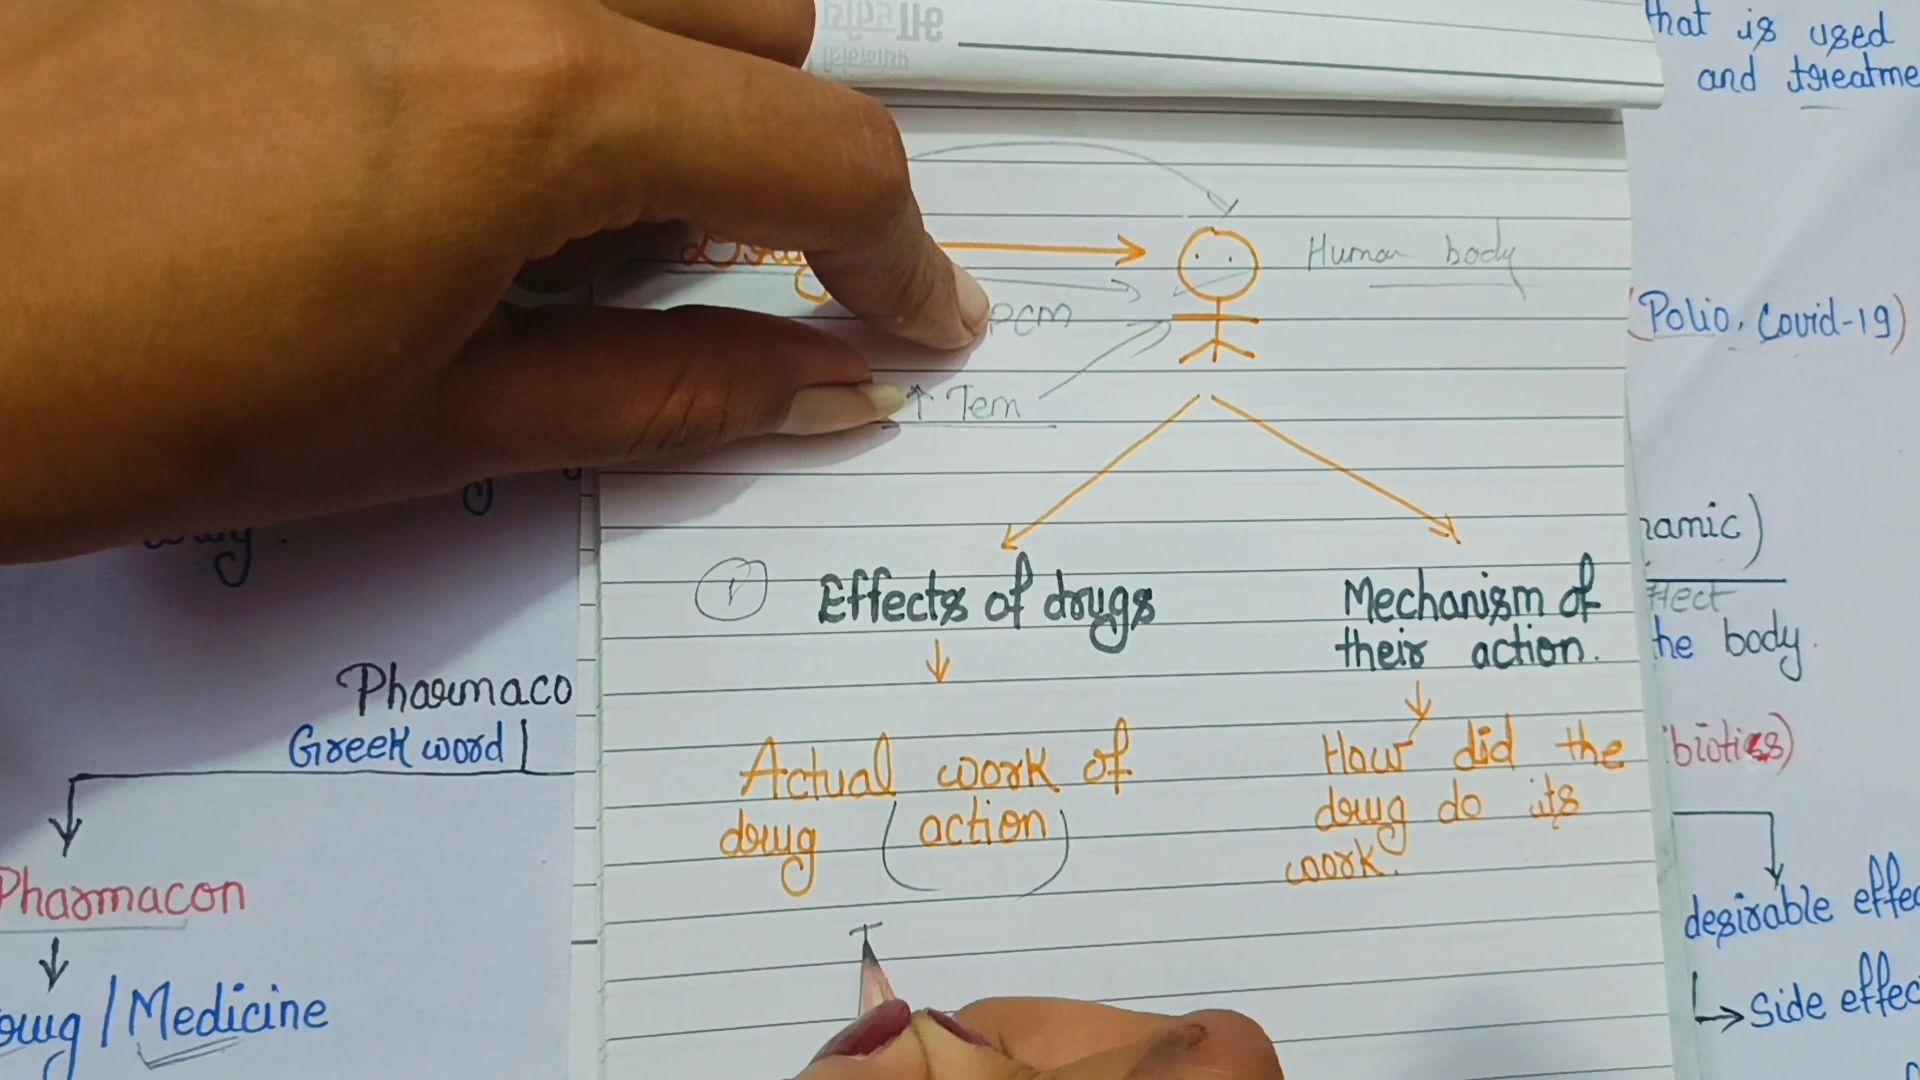 that is used
and treatme
Drug
Human body
PCM
(Polio, Covid-19)
↑ Tem
namic)
① Effects of drugs
Mechanism of
their action.
ffect
the body.
Pharmaco
Greek word
Actual work of
drug (action)
How did the
drug do its
work.
biotics)
Pharmacon
desirable effec
Drug / Medicine
T
↳ Side effec